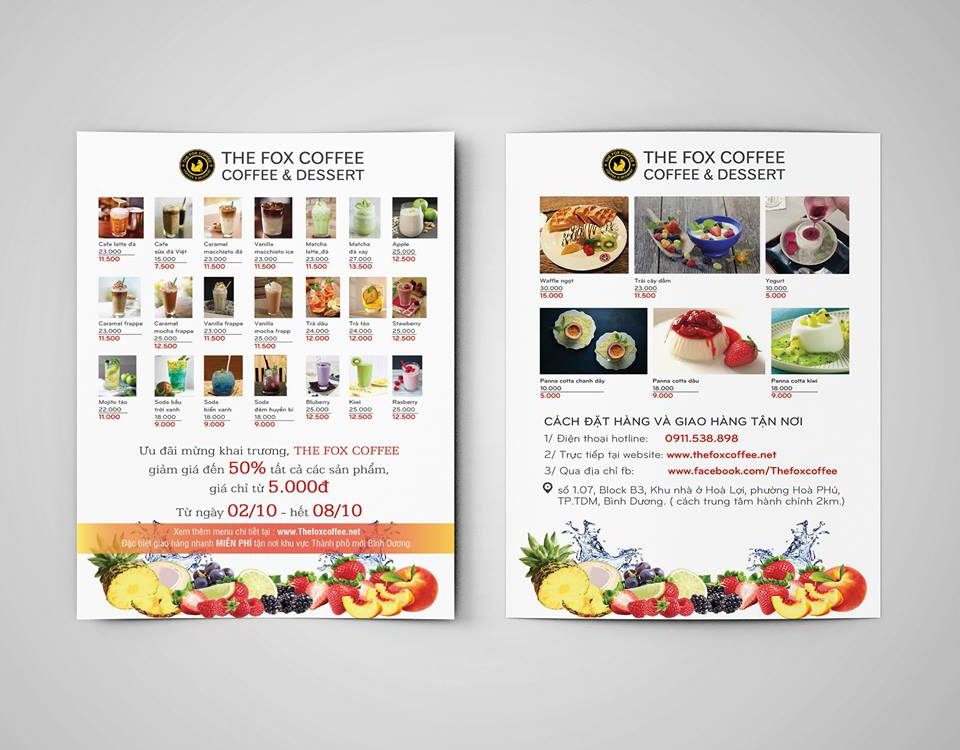 THE FOX COFFEE
COFFEE & DESSERT
Cafe latte đá
23.000
11.500
Cafe
sữa đá Việt
15.000
7.500
Caramel
macchiato đá
23.000
11.500
Vanilla
macchiato ice
23.000
11.500
Matcha
latte_đá
23.000
11.500
Matcha
đá xay
27.000
13.500
Apple
25.000
12.500
Caramel frappe
23.000
11.500
Caramel
mocha frappe
25.000
12.500
Vanilla frappe
23.000
11.500
Vanilla
mocha frapp
11.500
Trà dâu
24.000
12.000
Trà táo
24.000
12.000
Stawberry
25.000
12.500
Mojito táo
22.000
11.000
Soda bầu
trời xanh
18.000
9.000
Soda
biển xanh
18.000
9.000
Soda
đêm huyền bí
18.000
9.000
Bluberry
25.000
12.500
Kiwi
25.000
12.500
Rasberry
25.000
12.500
Ưu đãi mừng khai trương, THE FOX COFFEE
giảm giá đến 50% tất cả các sản phẩm,
giá chỉ từ 5.000đ
Từ ngày 02/10 - hết 08/10
Xem thêm menu chi tiết tại : www.Thefoxcoffee.net
Đặc biệt giao hàng nhanh MIỄN PHÍ tận nơi khu vực Thành phố mới Bình Dương.
THE FOX COFFEE
COFFEE & DESSERT
Waffle ngọt
30.000
15.000
Trái cây dầm
23.000
11.500
Yogurt
10.000
5.000
Panna cotta chanh dây
10.000
5.000
Panna cotta dâu
18.000
9.000
Panna cotta kiwi
18.000
9.000
CÁCH ĐẶT HÀNG VÀ GIAO HÀNG TẬN NƠI
1/ Điện thoại hotline: 0911.538.898
2/ Trực tiếp tại website: www.thefoxcoffee.net
3/ Qua địa chỉ fb: www.facebook.com/Thefoxcoffee
số 1.07, Block B3, Khu nhà ở Hoà Lợi, phường Hoà PHú,
TP.TDM, Bình Dương. ( cách trung tâm hành chính 2km.)